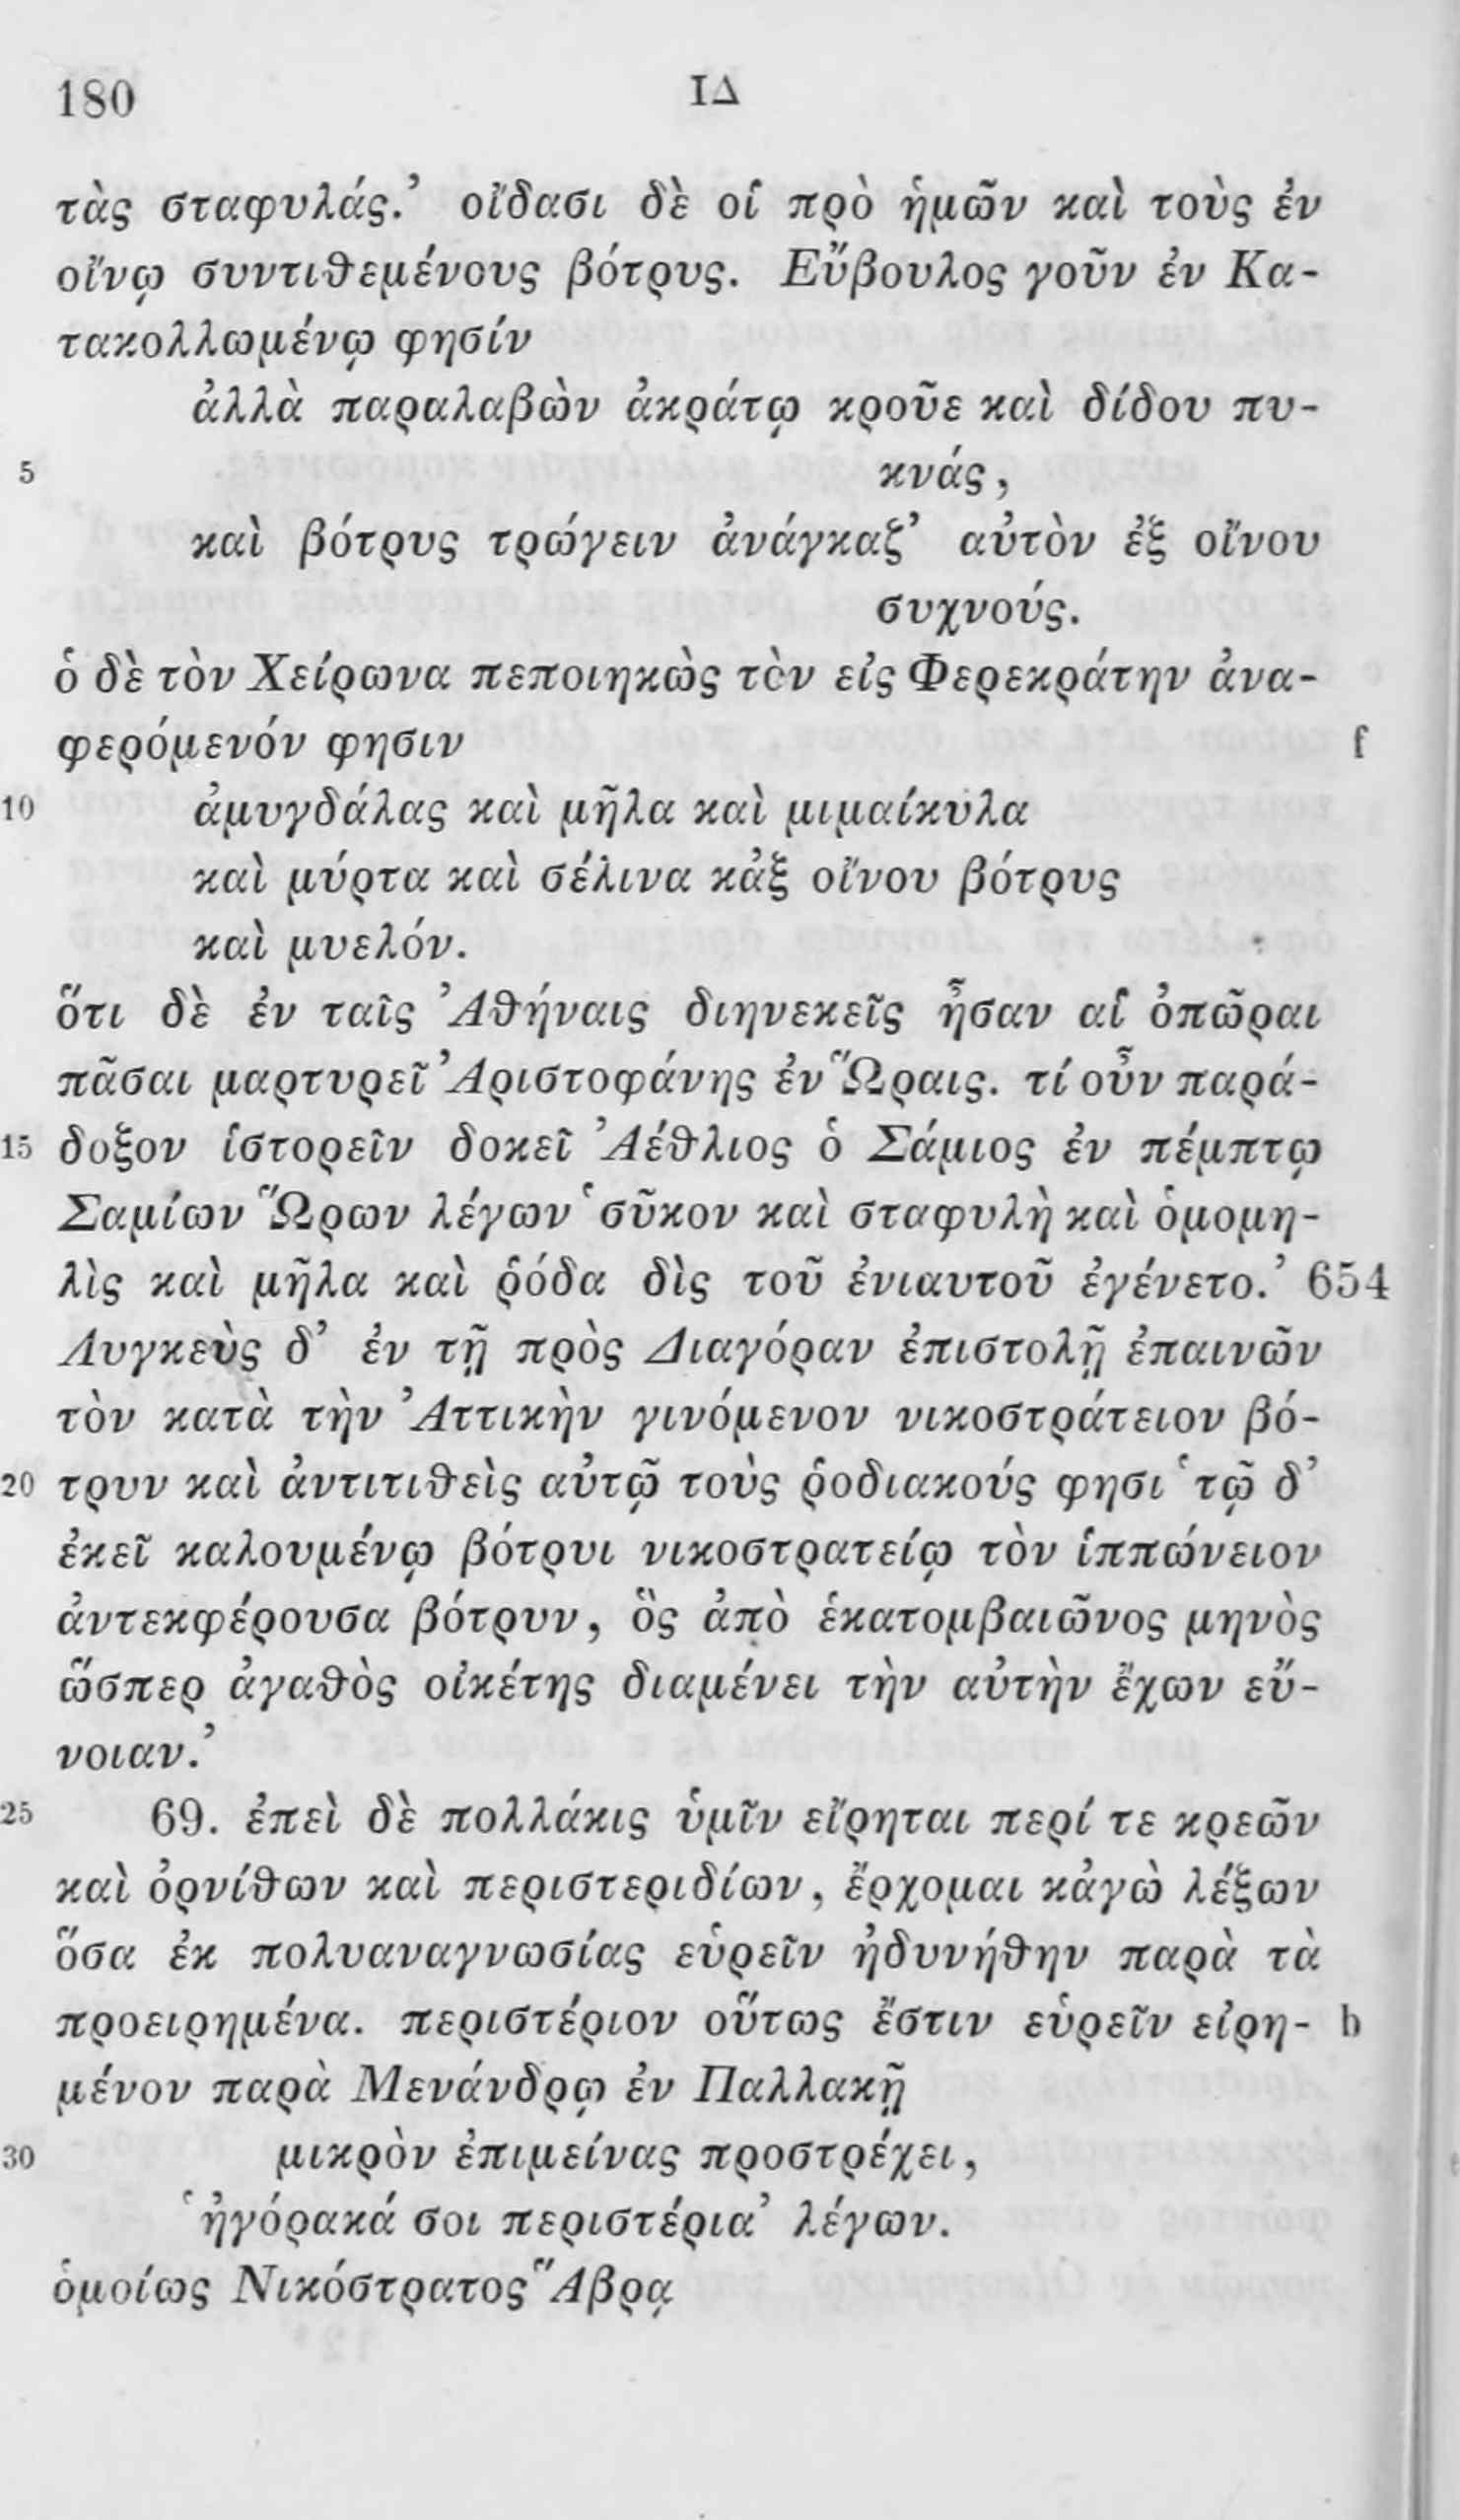 180 ΙΔ
τὰς σταφυλάς.’ οἴδασι δὲ οἱ πρὸ ἡμῶν καὶ τοὺς ἐν
οἴνῳ συντιθεμένους βότρυς. Εὔβουλος γοῦν ἐν Κα-
τακολλωμένῳ φησίν
ἀλλὰ παραλαβὼν ἀκράτῳ κροῦε καὶ δίδου πυ-
5 κνάς,
καὶ βότρυς τρώγειν ἀνάγκαζ’ αὐτὸν ἐξ οἴνου
συχνούς.
ὁ δὲ τὸν Χείρωνα πεποιηκὼς τὸν εἰς Φερεκράτην ἀνα-
φερόμενόν φησιν f
10 ἀμυγδάλας καὶ μῆλα καὶ μιμαίκυλα
καὶ μύρτα καὶ σέλινα κἀξ οἴνου βότρυς
καὶ μυελόν.
ὅτι δὲ ἐν ταῖς Ἀθήναις διηνεκεῖς ἦσαν αἱ ὀπῶραι
πᾶσαι μαρτυρεῖ Ἀριστοφάνης ἐν Ὥραις. τί οὖν παρά-
15 δοξον ἱστορεῖν δοκεῖ Ἀέθλιος ὁ Σάμιος ἐν πέμπτῳ
Σαμίων Ὥρων λέγων ‘σῦκον καὶ σταφυλὴ καὶ ὁμομη-
λὶς καὶ μῆλα καὶ ῥόδα δὶς τοῦ ἐνιαυτοῦ ἐγένετο.’ 654
Λυγκεὺς δ’ ἐν τῇ πρὸς Διαγόραν ἐπιστολῇ ἐπαινῶν
τὸν κατὰ τὴν Ἀττικὴν γινόμενον νικοστράτειον βό-
20 τρυν καὶ ἀντιτιθεὶς αὐτῷ τοὺς ῥοδιακούς φησι ‘τῷ δ’
ἐκεῖ καλουμένῳ βότρυι νικοστρατείῳ τὸν ἱππώνειον
ἀντεκφέρουσα βότρυν, ὃς ἀπὸ ἑκατομβαιῶνος μηνὸς
ὥσπερ ἀγαθὸς οἰκέτης διαμένει τὴν αὐτὴν ἔχων εὔ-
νοιαν.’
25 69. ἐπεὶ δὲ πολλάκις ὑμῖν εἴρηται περί τε κρεῶν
καὶ ὀρνίθων καὶ περιστεριδίων, ἔρχομαι κἀγὼ λέξων
ὅσα ἐκ πολυαναγνωσίας εὑρεῖν ἠδυνήθην παρὰ τὰ
προειρημένα. περιστέριον οὕτως ἔστιν εὑρεῖν εἰρη- b
μένον παρὰ Μενάνδρῳ ἐν Παλλακῇ
30 μικρὸν ἐπιμείνας προστρέχει,
‘ἠγόρακά σοι περιστέρια’ λέγων.
ὁμοίως Νικόστρατος Ἅβρᾳ